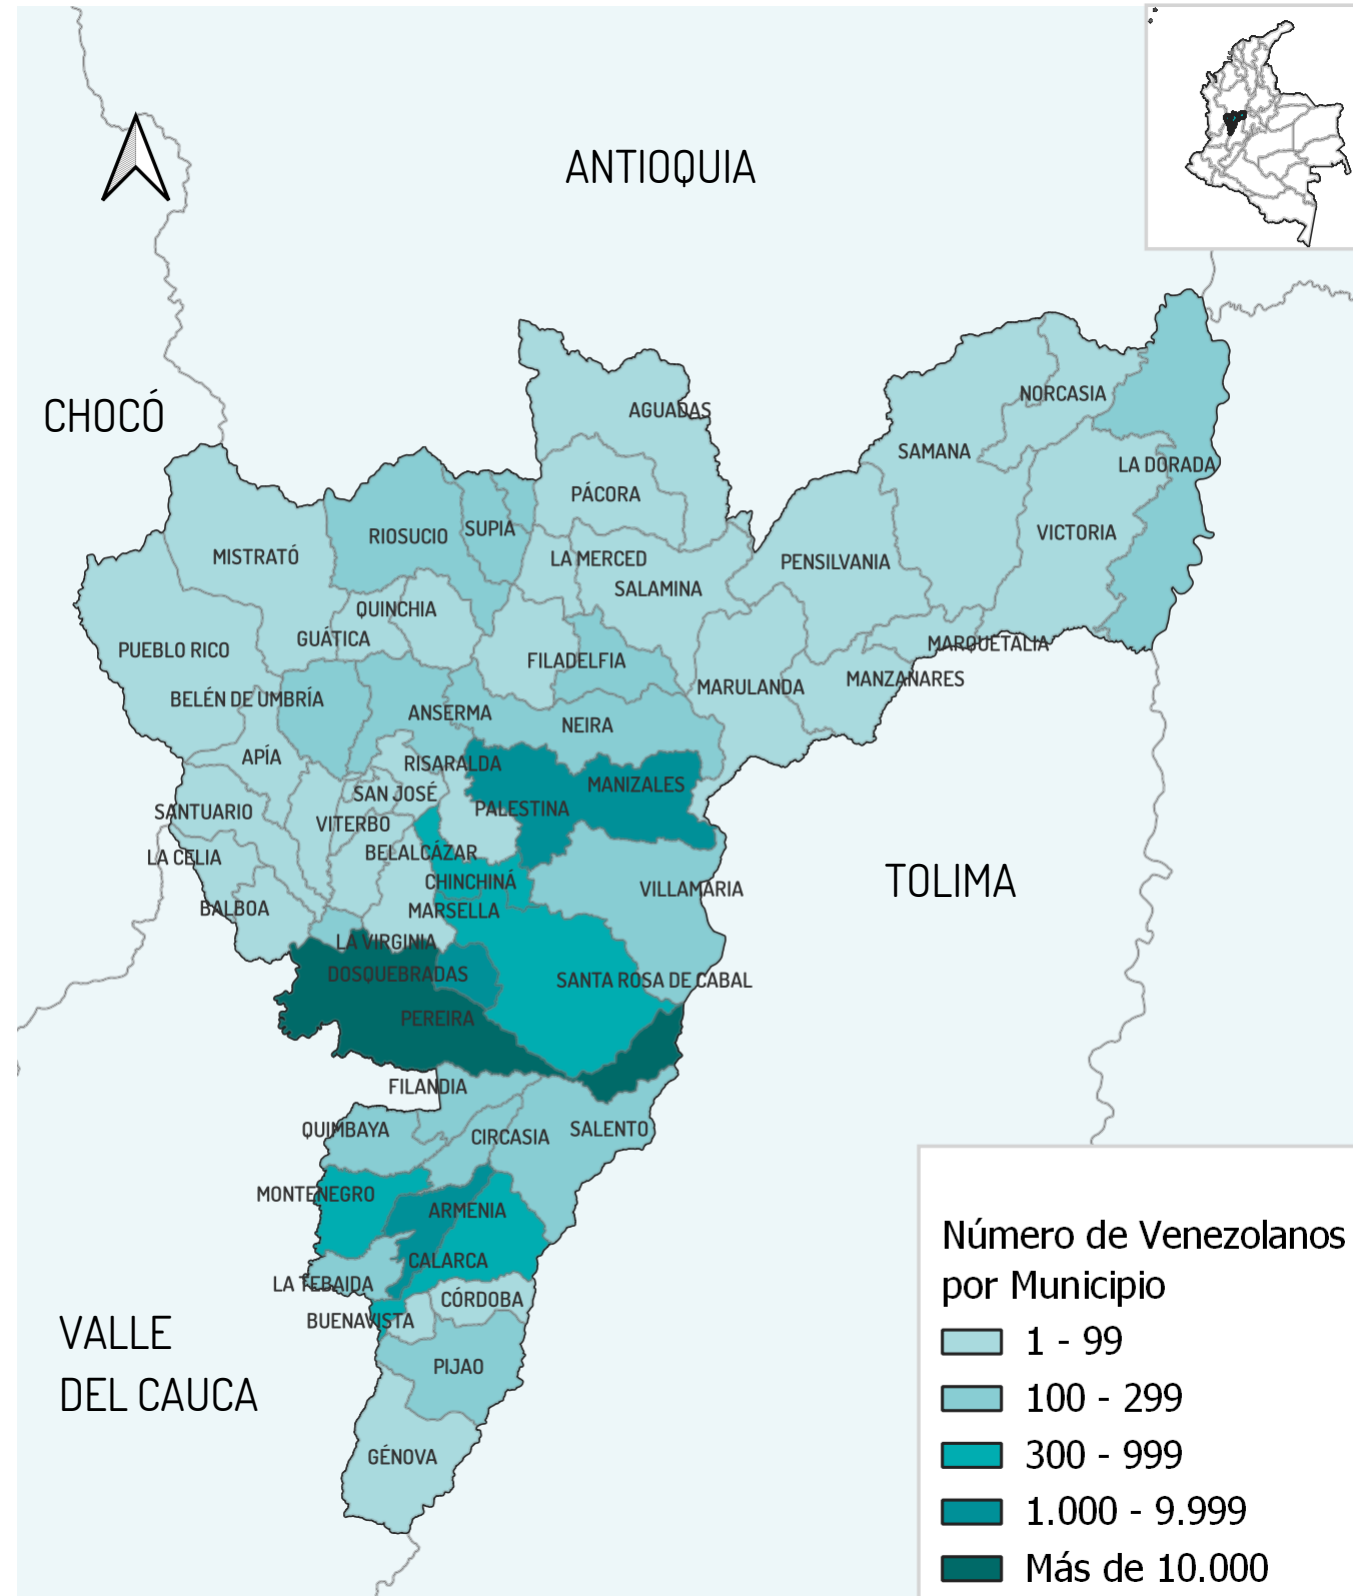 ANTIOQUIA
CHOCÓ
AGUADAS
NORCASIA
SAMANA
LA DORADA
PÁCORA
SUPIA
RIOSUCIO
VICTORIA
MISTRATÓ
LA MERCED
PENSILVANIA
SALAMINA
QUINCHIA
GUÁTICA
MARQUETALIA
PUEBLO RICO
FILADELFIA
MANZANARES
MARULANDA
BELÉN DE UMBRÍA
ANSERMA
NEIRA
APÍA
RISARALDA
MANIZALES
SAN JOSÉ
PALESTINA
SANTUARIO
VITERBO
BELALCÁZAR
LA CELIA
CHINCHINÁ
VILLAMARIA
TOLIMA
BALBOA
MARSELLA
LA VIRGINIA
DOSQUEBRADAS
SANTA ROSA DE CABAL
PEREIRA
FILANDIA
QUIMBAYA
CIRCASIA
SALENTO
MONTENEGRO
ARMENIA
CALARCA
LA TEBAIDA
CÓRDOBA
BUENAVISTA
PIJAO
GÉNOVA
VALLE
DEL CAUCA
Número de Venezolanos
por Municipio
1 - 99
100 - 299
300 - 999
1.000 - 9.999
Más de 10.000